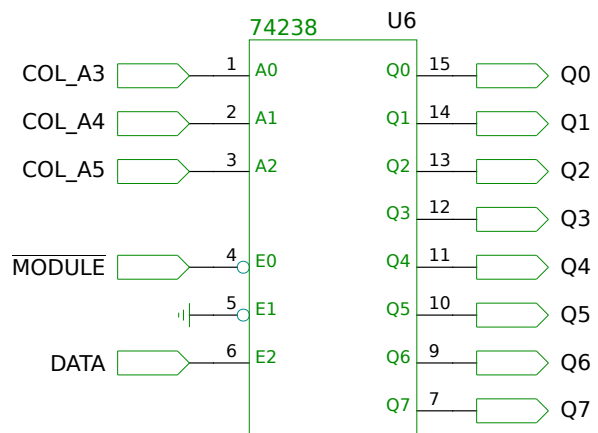 74238 U6
COL_A3 1 A0 Q0 15 Q0
COL_A4 2 A1 Q1 14 Q1
COL_A5 3 A2 Q2 13 Q2
Q3 12 Q3
MODULE 4 E0 Q4 11 Q4
5 E1 Q5 10 Q5
DATA 6 E2 Q6 9 Q6
Q7 7 Q7